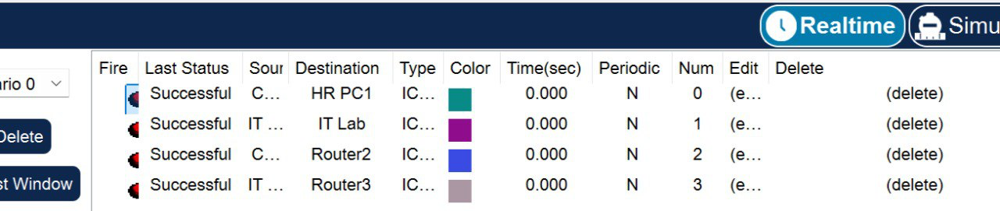 Realtime Simu
Fire Last Status Sour Destination Type Color Time(sec) Periodic Num Edit Delete
ario 0 Successful C... HR PC1 IC... 0.000 N 0 (e... (delete)
Successful IT ... IT Lab IC... 0.000 N 1 (e... (delete)
Delete Successful C... Router2 IC... 0.000 N 2 (e... (delete)
st Window Successful IT ... Router3 IC... 0.000 N 3 (e... (delete)